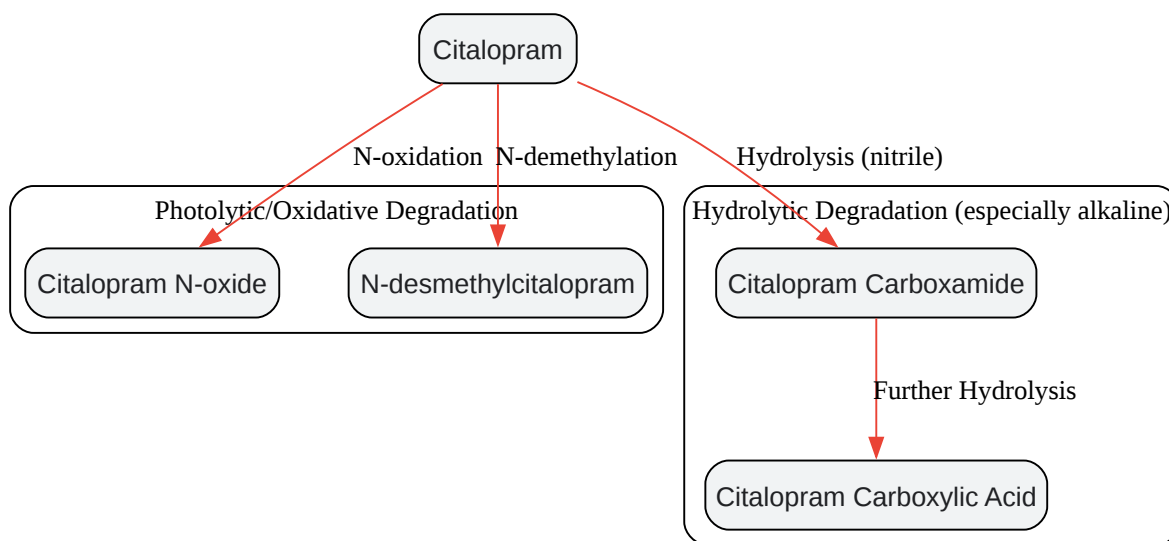 Citalopram
N-oxidation
N-demethylation
Hydrolysis (nitrile)
Photolytic/Oxidative Degradation
Hydrolytic Degradation (especially alkaline)
Citalopram N-oxide
N-desmethylcitalopram
Citalopram Carboxamide
Further Hydrolysis
Citalopram Carboxylic Acid